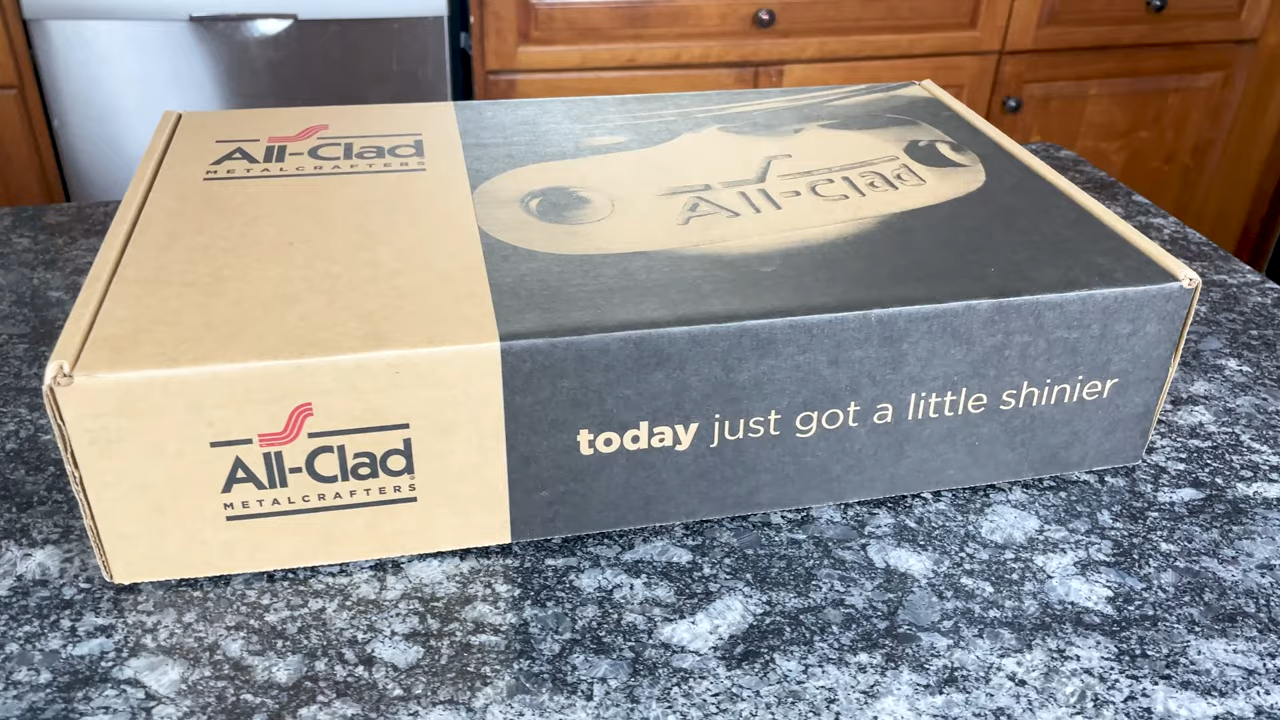 All-Clad
METALCRAFTERS
All-Clad
All-Clad
METALCRAFTERS
today just got a little shinier